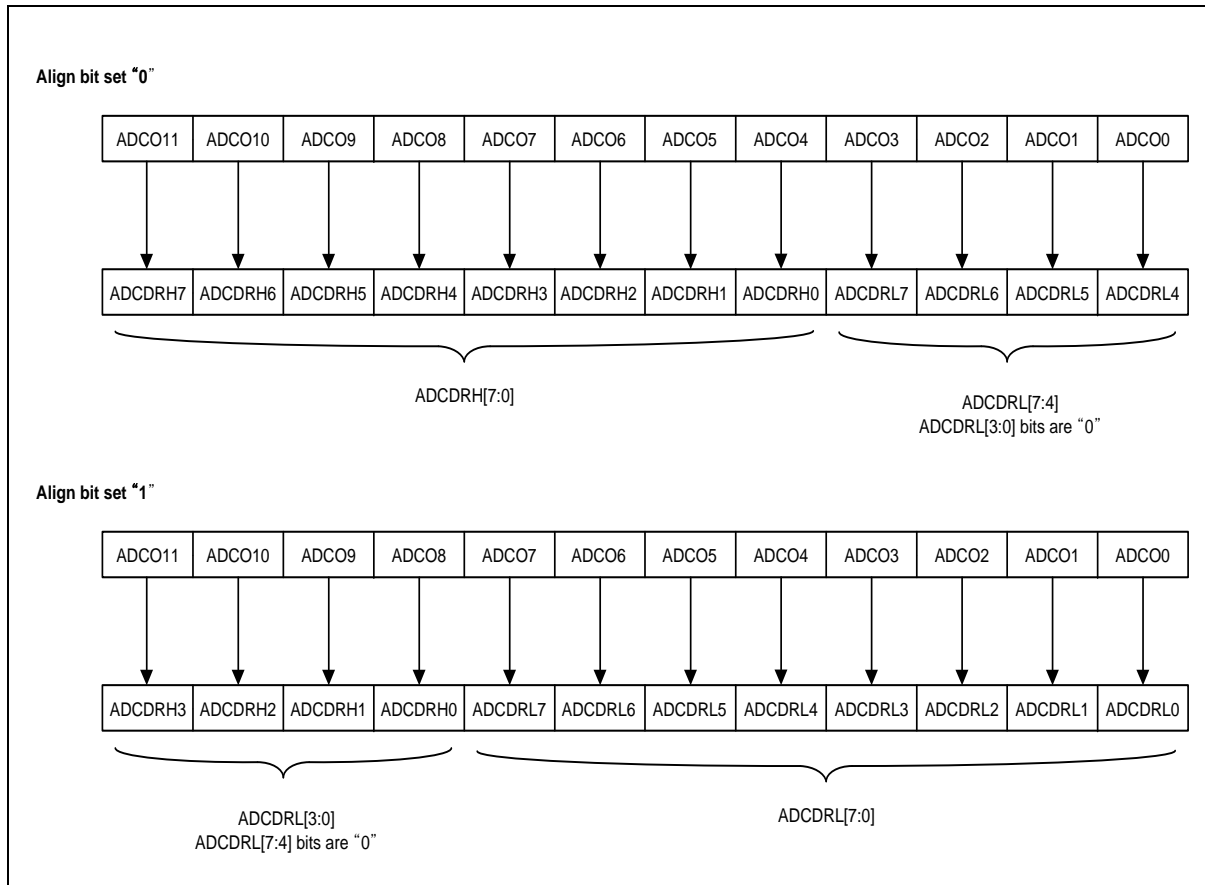 Align bit set “0”
ADCO11 ADCO10 ADCO9 ADCO8 ADCO7 ADCO6 ADCO5 ADCO4 ADCO3 ADCO2 ADCO1 ADCO0
ADCDRH7 ADCDRH6 ADCDRH5 ADCDRH4 ADCDRH3 ADCDRH2 ADCDRH1 ADCDRH0 ADCDRL7 ADCDRL6 ADCDRL5 ADCDRL4
ADCDRH[7:0]
ADCDRL[7:4]
ADCDRL[3:0] bits are “0”
Align bit set “1”
ADCO11 ADCO10 ADCO9 ADCO8 ADCO7 ADCO6 ADCO5 ADCO4 ADCO3 ADCO2 ADCO1 ADCO0
ADCDRH3 ADCDRH2 ADCDRH1 ADCDRH0 ADCDRL7 ADCDRL6 ADCDRL5 ADCDRL4 ADCDRL3 ADCDRL2 ADCDRL1 ADCDRL0
ADCDRL[3:0]
ADCDRL[7:4] bits are “0”
ADCDRL[7:0]